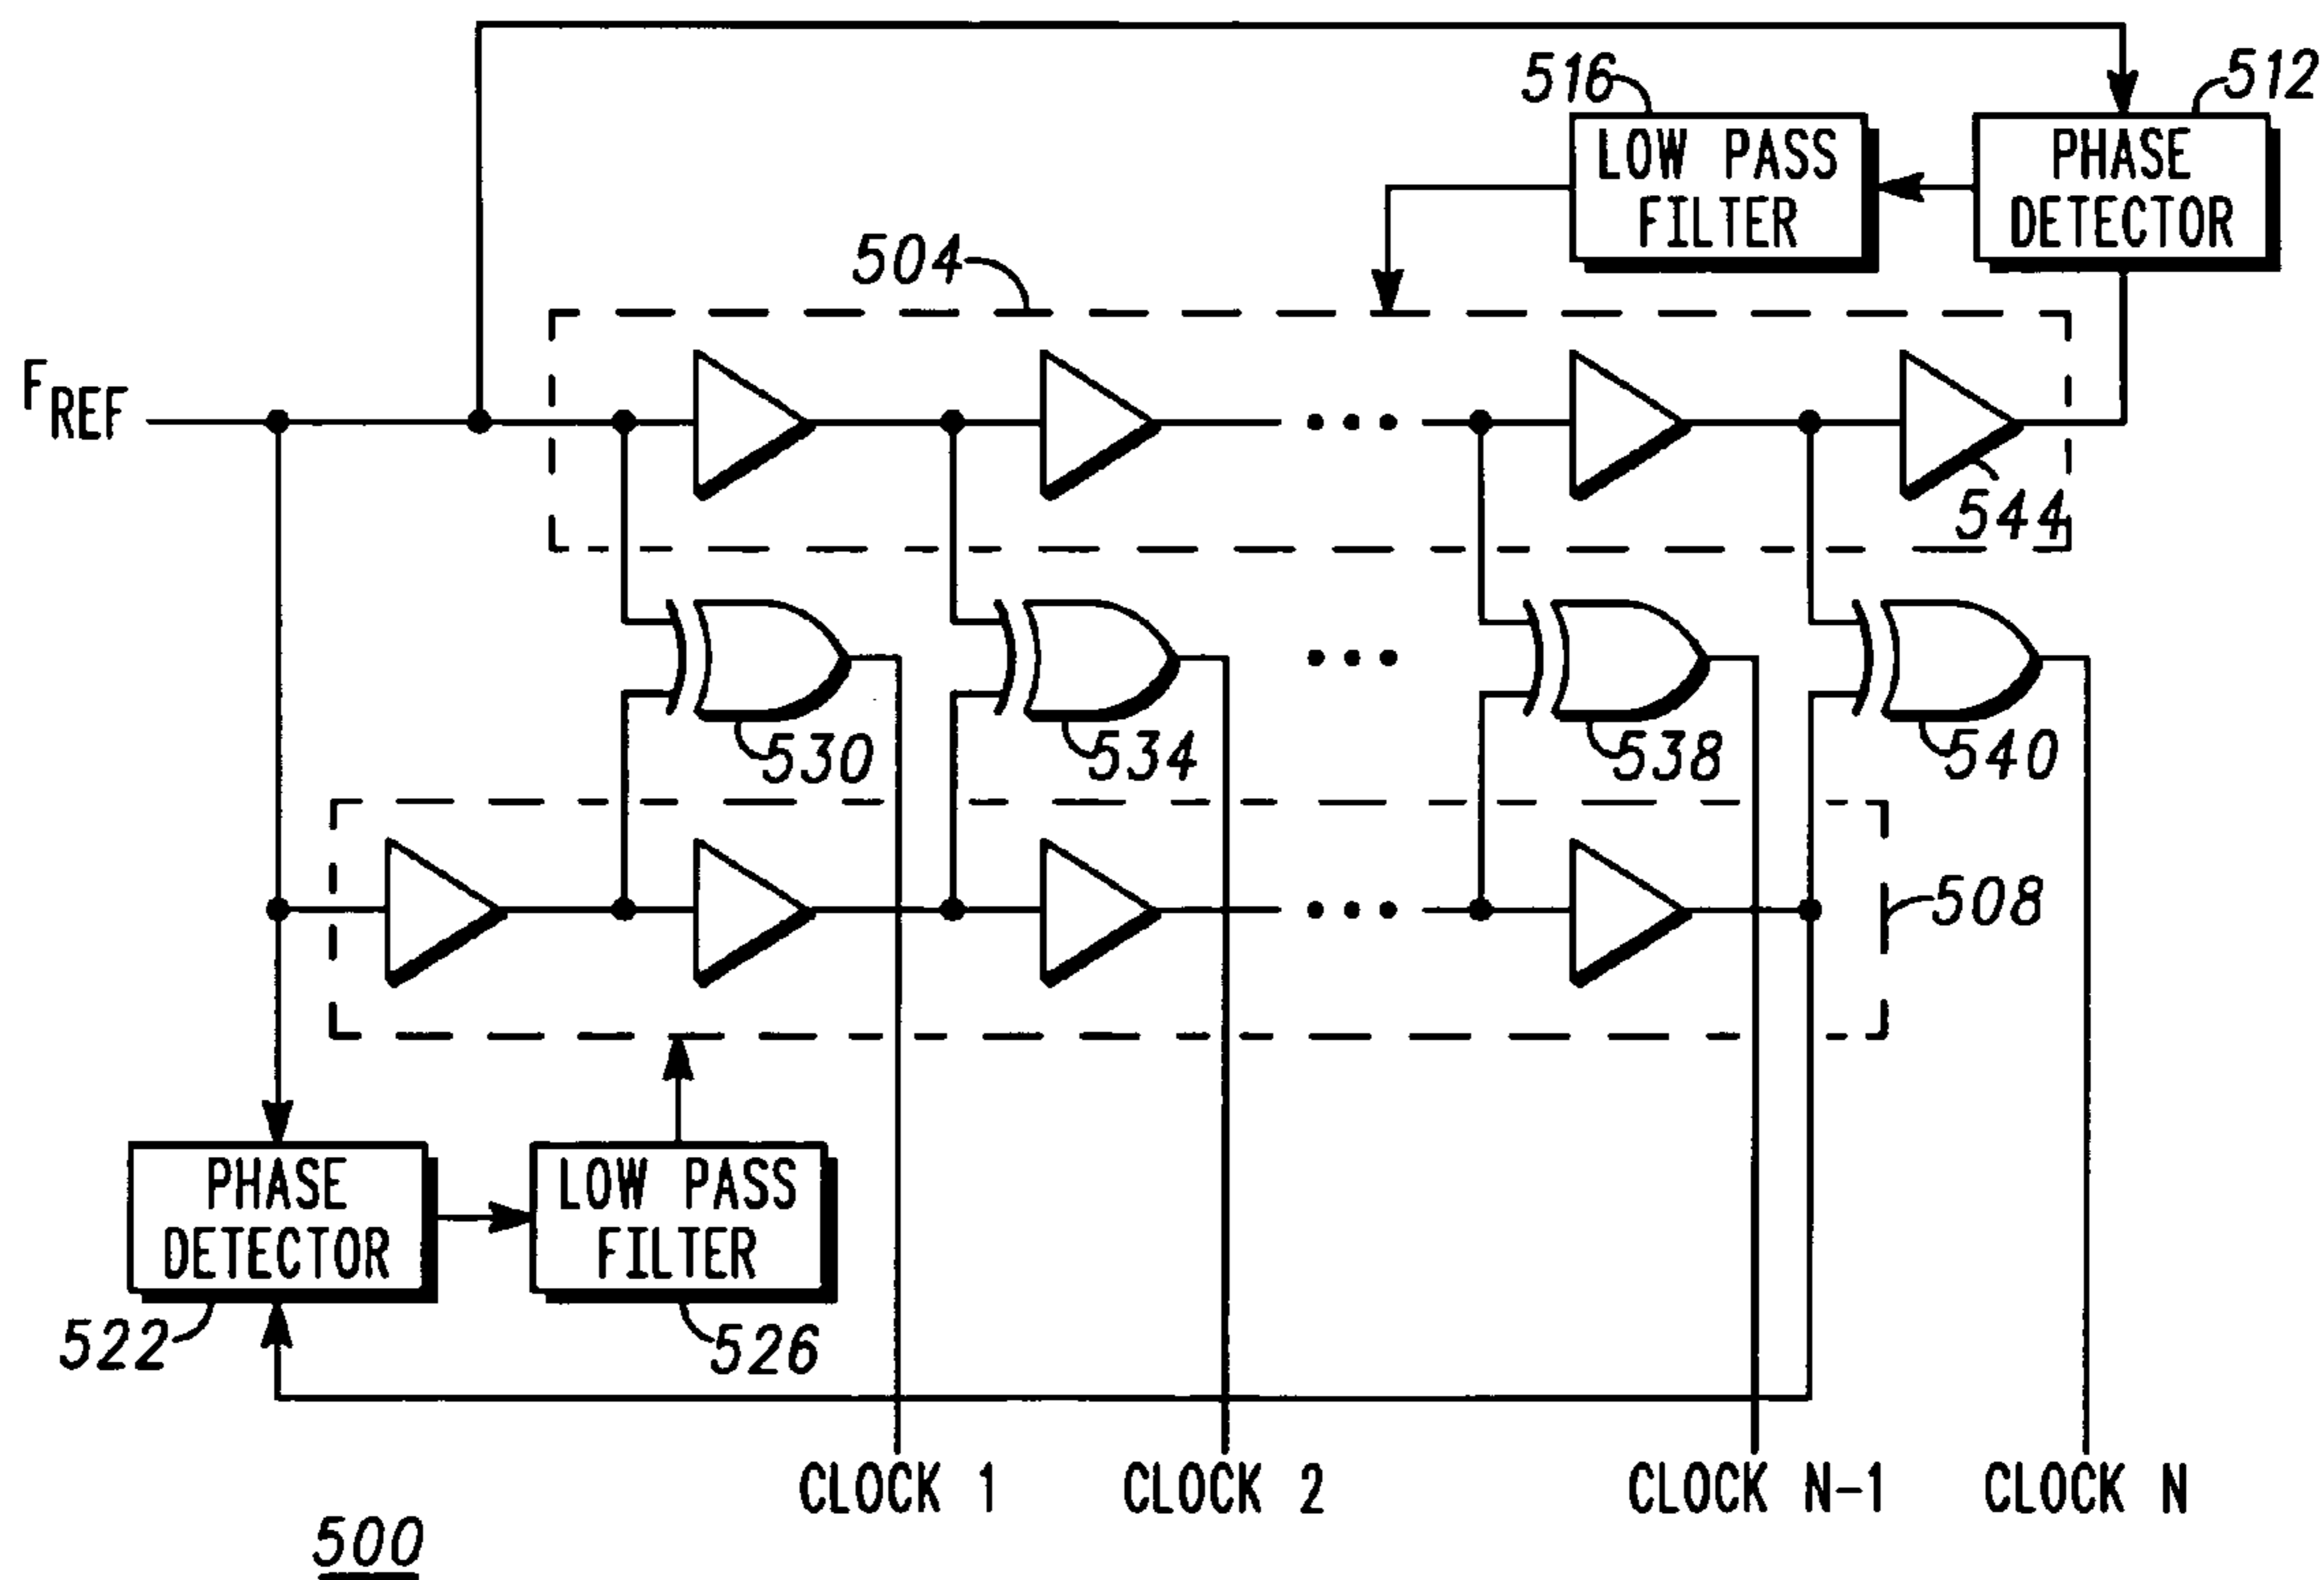 516
512
LOW PASS
FILTER
PHASE
DETECTOR
504
FREF
544
530
534
538
540
508
PHASE
DETECTOR
LOW PASS
FILTER
522
526
CLOCK 1
CLOCK 2
CLOCK N-1
CLOCK N
500